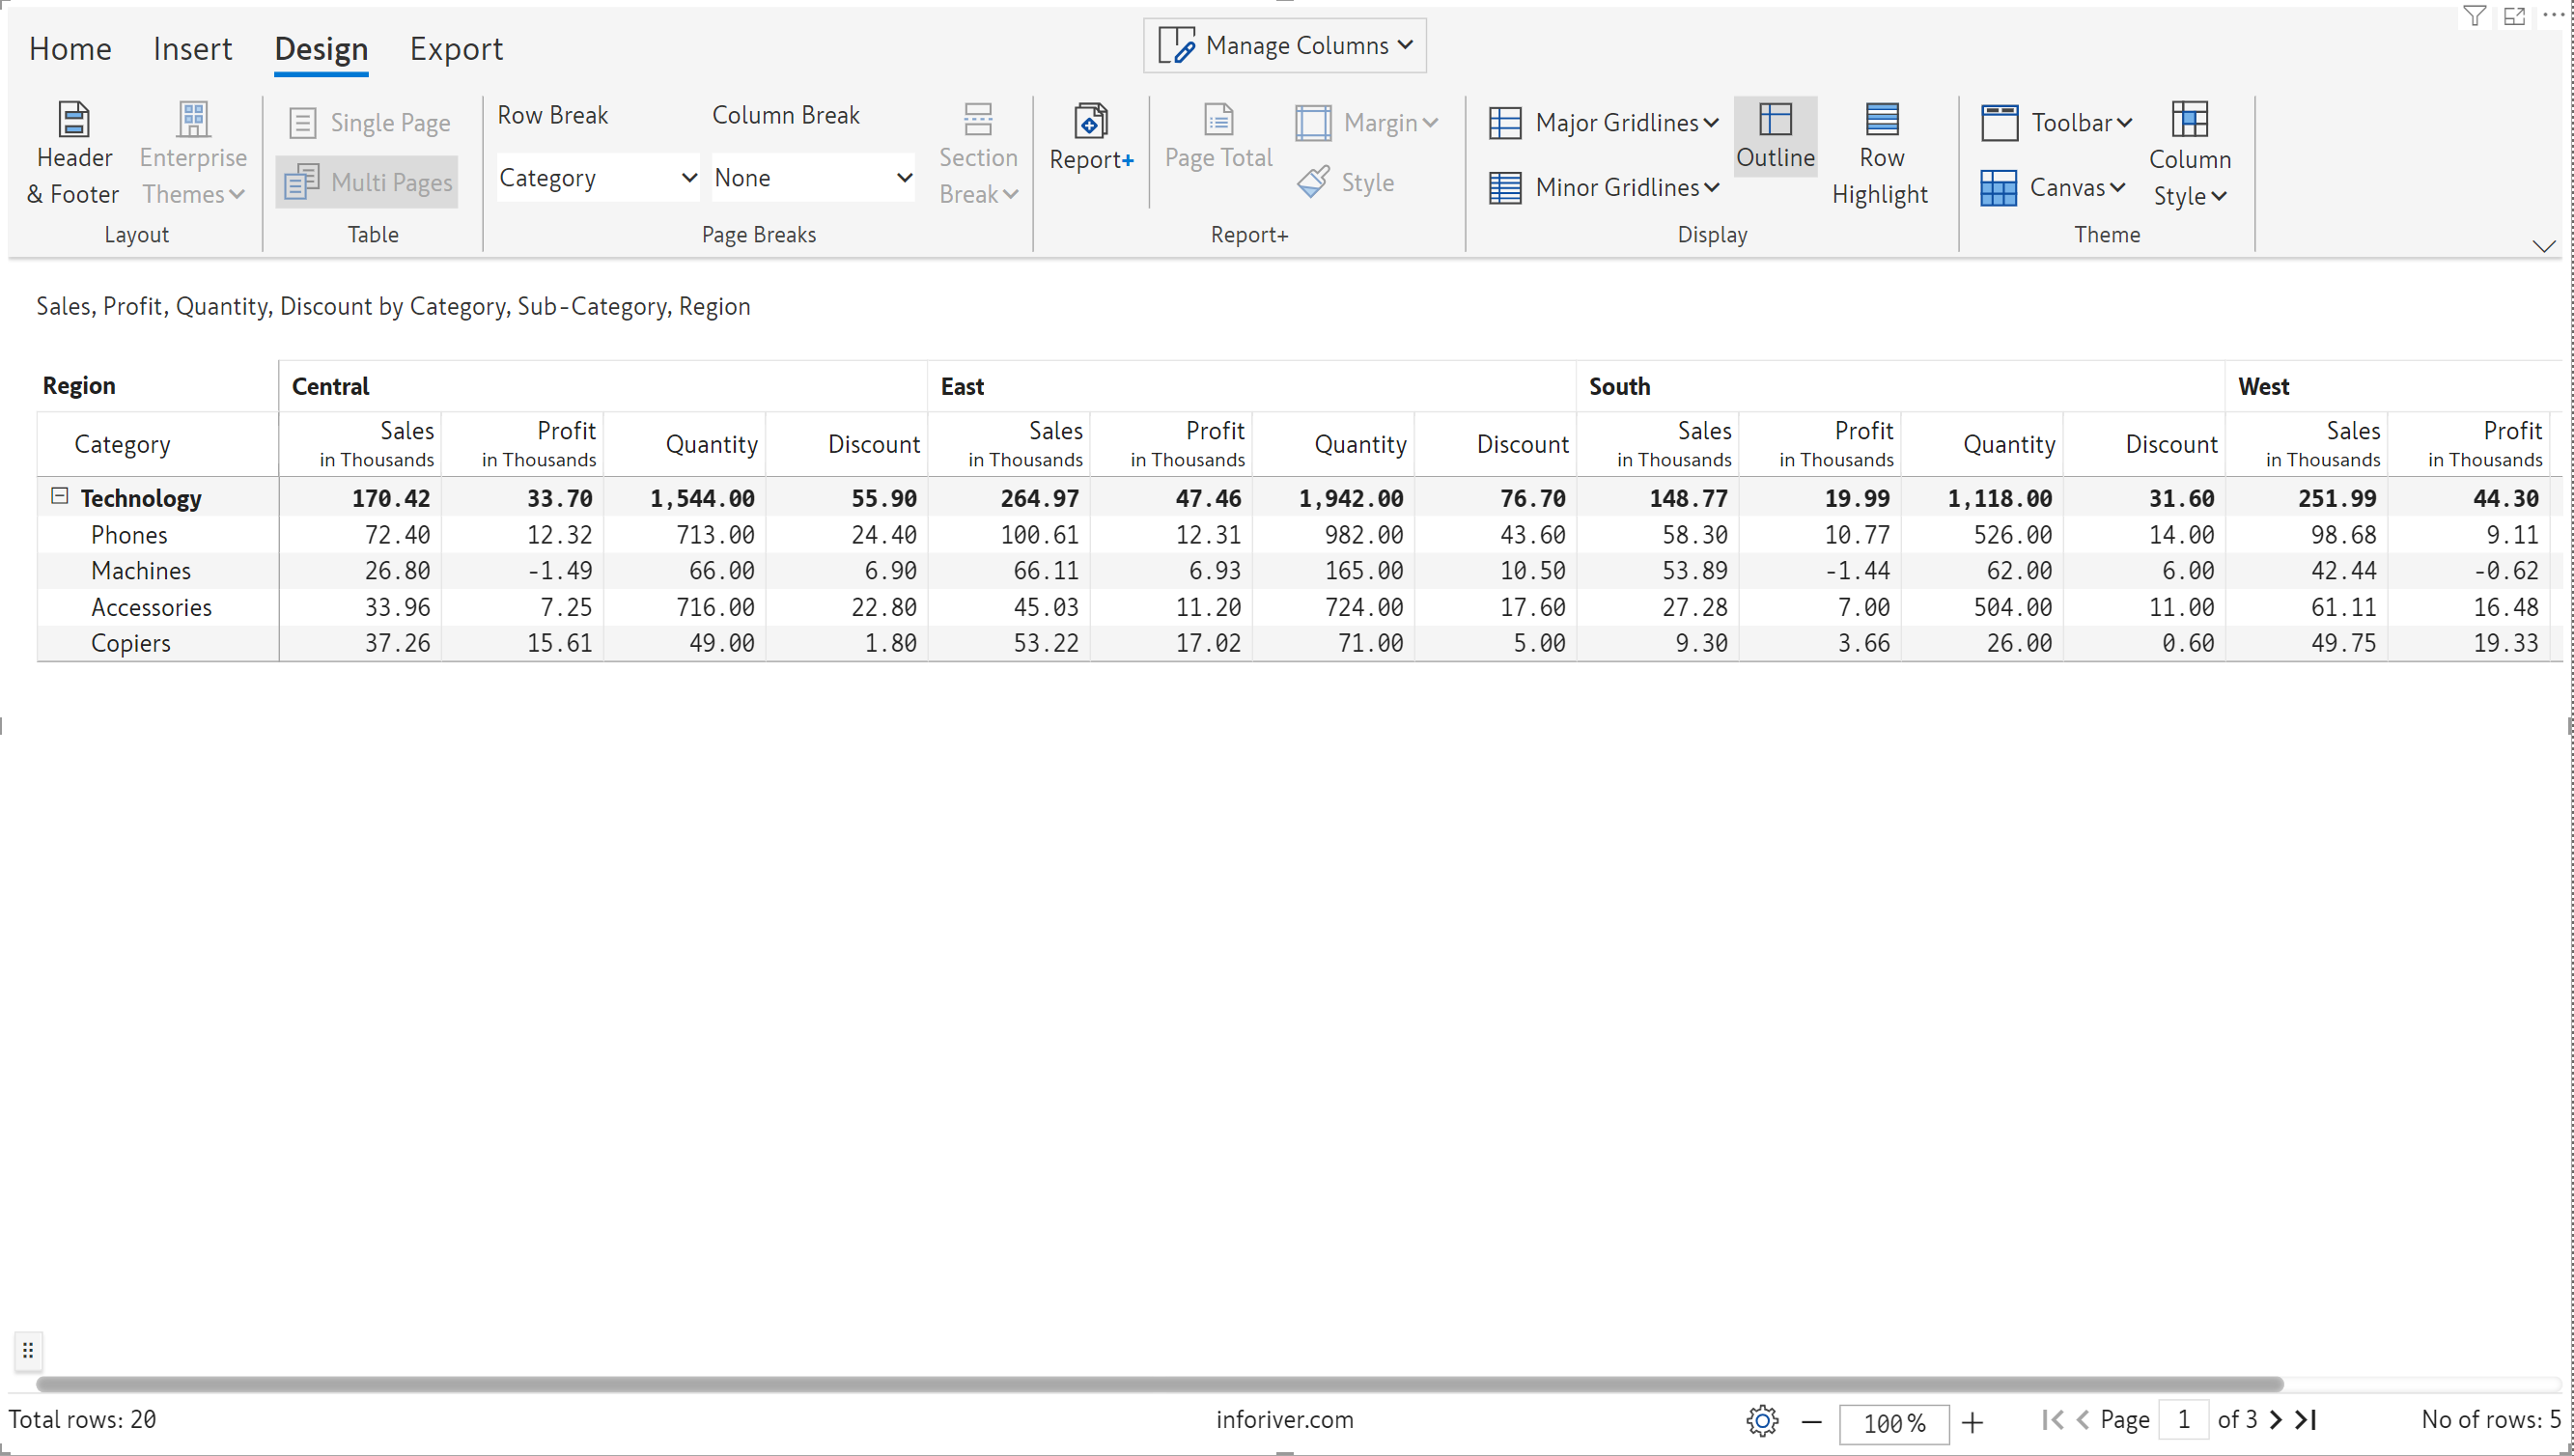 Home Insert Design Export Manage Columns
Header & Footer Enterprise Themes Layout
Single Page Multi Pages Table
Row Break Column Break Category None Section Break Page Breaks
Report+ Page Total Margin Style Report+
Major Gridlines Minor Gridlines Outline Row Highlight Display
Toolbar Canvas Column Style Theme
Sales, Profit, Quantity, Discount by Category, Sub-Category, Region
Region Central East South West
Category Sales in Thousands Profit in Thousands Quantity Discount Sales in Thousands Profit in Thousands Quantity Discount Sales in Thousands Profit in Thousands Quantity Discount Sales in Thousands Profit in Thousands
Technology 170.42 33.70 1,544.00 55.90 264.97 47.46 1,942.00 76.70 148.77 19.99 1,118.00 31.60 251.99 44.30
Phones 72.40 12.32 713.00 24.40 100.61 12.31 982.00 43.60 58.30 10.77 526.00 14.00 98.68 9.11
Machines 26.80 -1.49 66.00 6.90 66.11 6.93 165.00 10.50 53.89 -1.44 62.00 6.00 42.44 -0.62
Accessories 33.96 7.25 716.00 22.80 45.03 11.20 724.00 17.60 27.28 7.00 504.00 11.00 61.11 16.48
Copiers 37.26 15.61 49.00 1.80 53.22 17.02 71.00 5.00 9.30 3.66 26.00 0.60 49.75 19.33
Total rows: 20 inforiver.com 100% Page 1 of 3 No of rows: 5